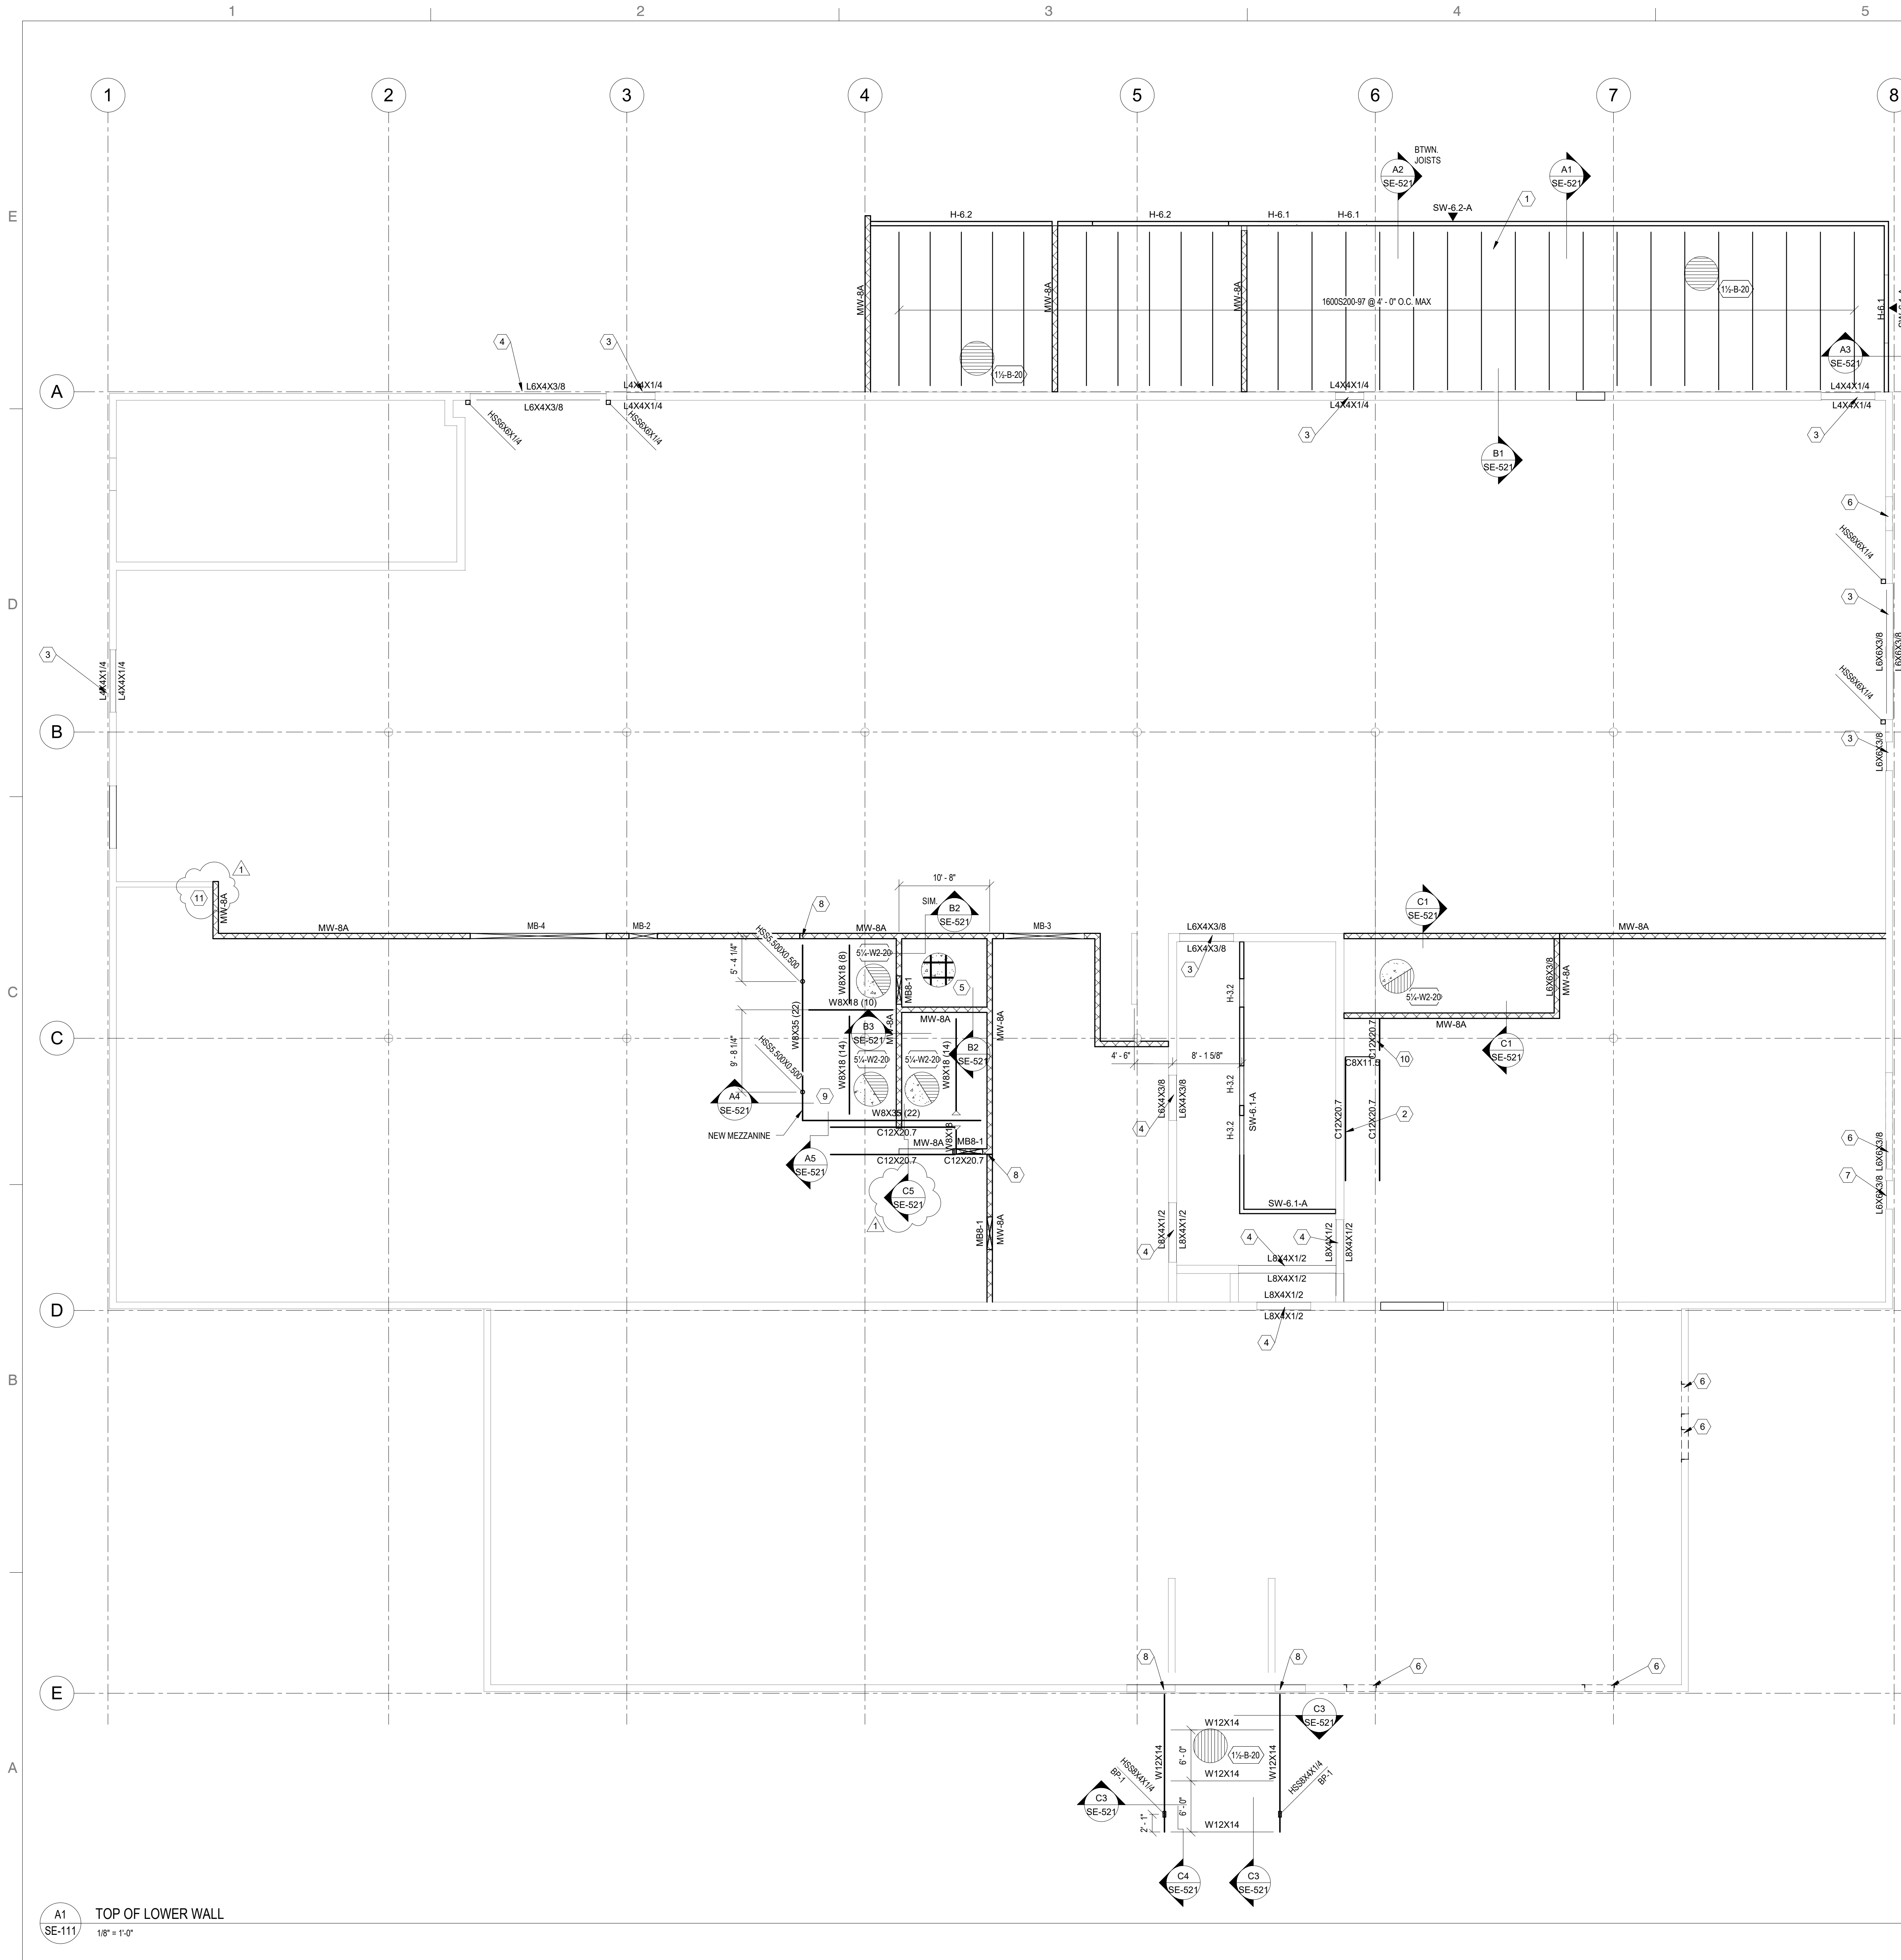 1
2
3
4
5
1
2
3
4
5
6
7
8
E
D
C
B
A
A
B
C
D
E
A2
SE-521
BTWN.
JOISTS
A1
SE-521
1
H-6.2
H-6.2
H-6.1
H-6.1
SW-6.2-A
MW-8A
MW-8A
MW-8A
1600S200-97 @ 4' - 0" O.C. MAX
1½-B-20
1½-B-20
H-6.1
A3
SE-521
4
3
L6X4X3/8
L6X4X3/8
L4X4X1/4
L4X4X1/4
HSS6X6X1/4
HSS6X6X1/4
L4X4X1/4
L4X4X1/4
3
L4X4X1/4
L4X4X1/4
3
B1
SE-521
6
HSS6X6X1/4
3
L6X6X3/8
L6X6X3/8
HSS6X6X1/4
3
L6X6X3/8
3
L4X4X1/4
L4X4X1/4
1
11
MW-8A
MW-8A
MB-4
MB-2
8
MW-8A
10' - 8"
SIM.
B2
SE-521
MB-3
HSS5.500X0.500
5' - 4 1/4"
W8X18 (8)
5¼-W2-20
MB8-1
5
W8X18 (10)
W8X35 (22)
B3
SE-521
MW-8A
MW-8A
MW-8A
9' - 8 1/4"
HSS5.500X0.500
W8X18 (14)
5¼-W2-20
5¼-W2-20
W8X18 (14)
B2
SE-521
A4
SE-521
9
W8X35 (22)
NEW MEZZANINE
C12X20.7
W8X18
MW-8A
MB8-1
C12X20.7
C12X20.7
8
A5
SE-521
C5
SE-521
1
MB8-1
MW-8A
4' - 6"
8' - 1 5/8"
L6X4X3/8
L6X4X3/8
3
H-3.2
H-3.2
H-3.2
SW-6.1-A
SW-6.1-A
L6X4X3/8
L6X4X3/8
4
L8X4X1/2
L8X4X1/2
4
4
L8X4X1/2
L8X4X1/2
4
L8X4X1/2
L8X4X1/2
L8X4X1/2
L8X4X1/2
4
C1
SE-521
MW-8A
5¼-W2-20
L6X6X3/8
MW-8A
MW-8A
C1
SE-521
C12X20.7
10
C8X11.5
C12X20.7
C12X20.7
2
6
L6X6X3/8
7
L6X6X3/8
6
6
8
8
6
6
C3
SE-521
W12X14
W12X14
6' - 0"
1½-B-20
W12X14
W12X14
HSS8X4X1/4
BP-1
HSS8X4X1/4
BP-1
C3
SE-521
6' - 0"
2' - 1"
W12X14
C4
SE-521
C3
SE-521
A1
SE-111
TOP OF LOWER WALL
1/8" = 1'-0"